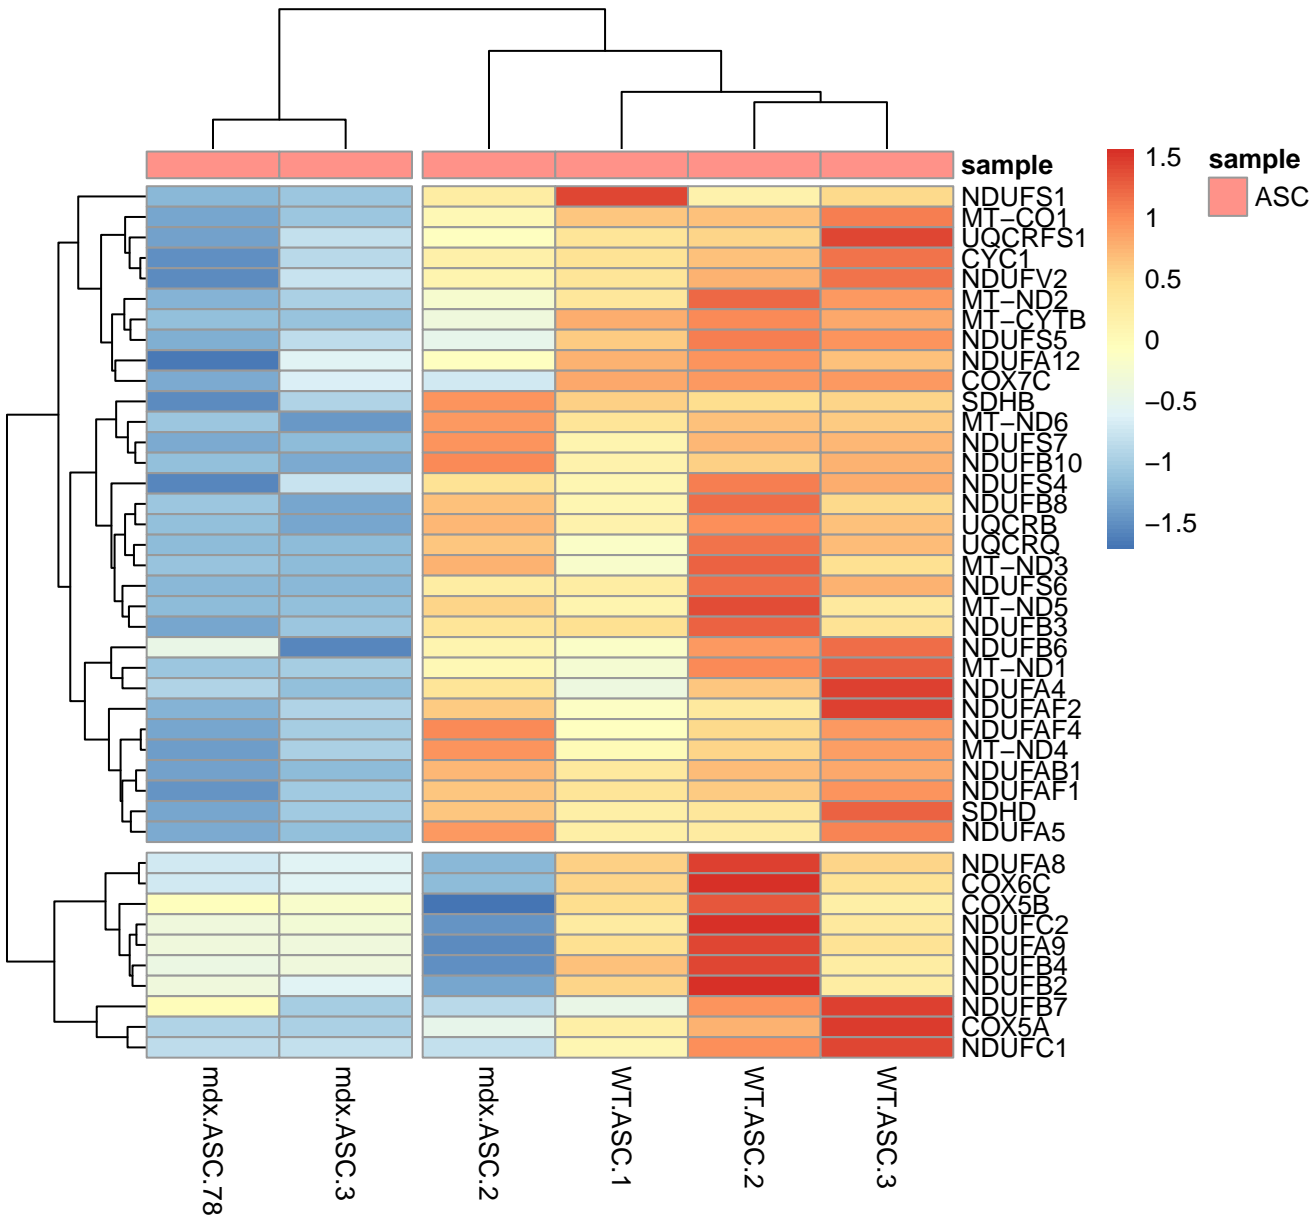 sample
NDUFS1
MT−CO1
UQCRFS1
CYC1
NDUFV2
MT−ND2
MT−CYTB
NDUFS5
NDUFA12
COX7C
SDHB
MT−ND6
NDUFS7
NDUFB10
NDUFS4
NDUFB8
UQCRB
UQCRQ
MT−ND3
NDUFS6
MT−ND5
NDUFB3
NDUFB6
MT−ND1
NDUFA4
NDUFAF2
NDUFAF4
MT−ND4
NDUFAB1
NDUFAF1
SDHD
NDUFA5
NDUFA8
COX6C
COX5B
NDUFC2
NDUFA9
NDUFB4
NDUFB2
NDUFB7
COX5A
NDUFC1
mdx.ASC.78
mdx.ASC.3
mdx.ASC.2
WT.ASC.1
WT.ASC.2
WT.ASC.3
1.5
1
0.5
0
−0.5
−1
−1.5
sample
ASC